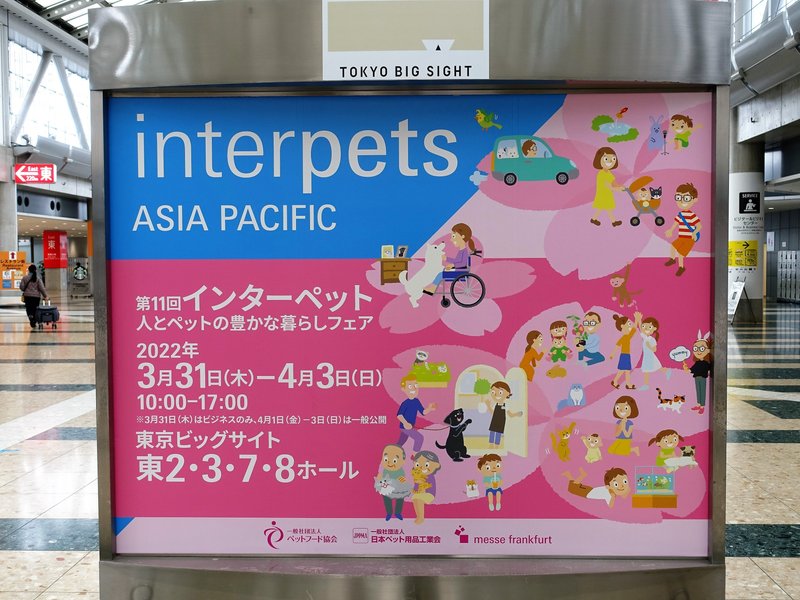 TOKYO BIG SIGHT
interpets
ASIA PACIFIC
第11回インターペット
人とペットの豊かな暮らしフェア
2022年
3月31日(木)−4月3日(日)
10:00−17:00
※3月31日(木)はビジネスのみ、4月1日(金)−3日(日)は一般公開
東京ビッグサイト
東2・3・7・8ホール
一般社団法人
ペットフード協会
一般社団法人
日本ペット用品工業会
messe frankfurt
yummy
東
東
SERVICE